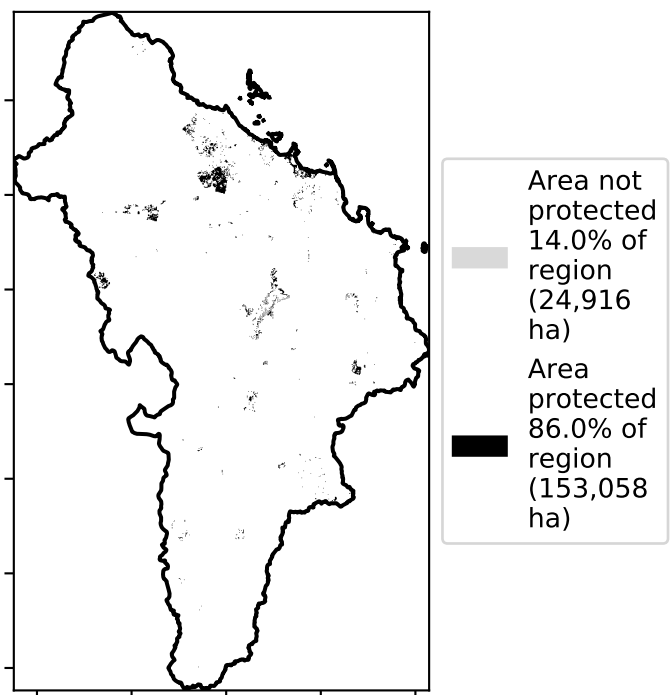 Area not
protected
14.0% of
region
(24,916
ha)
Area
protected
86.0% of
region
(153,058
ha)